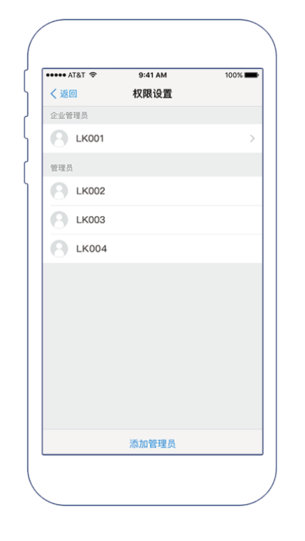 AT&T 9:41 AM 100%
返回 权限设置
企业管理员
LK001
管理员
LK002
LK003
LK004
添加管理员